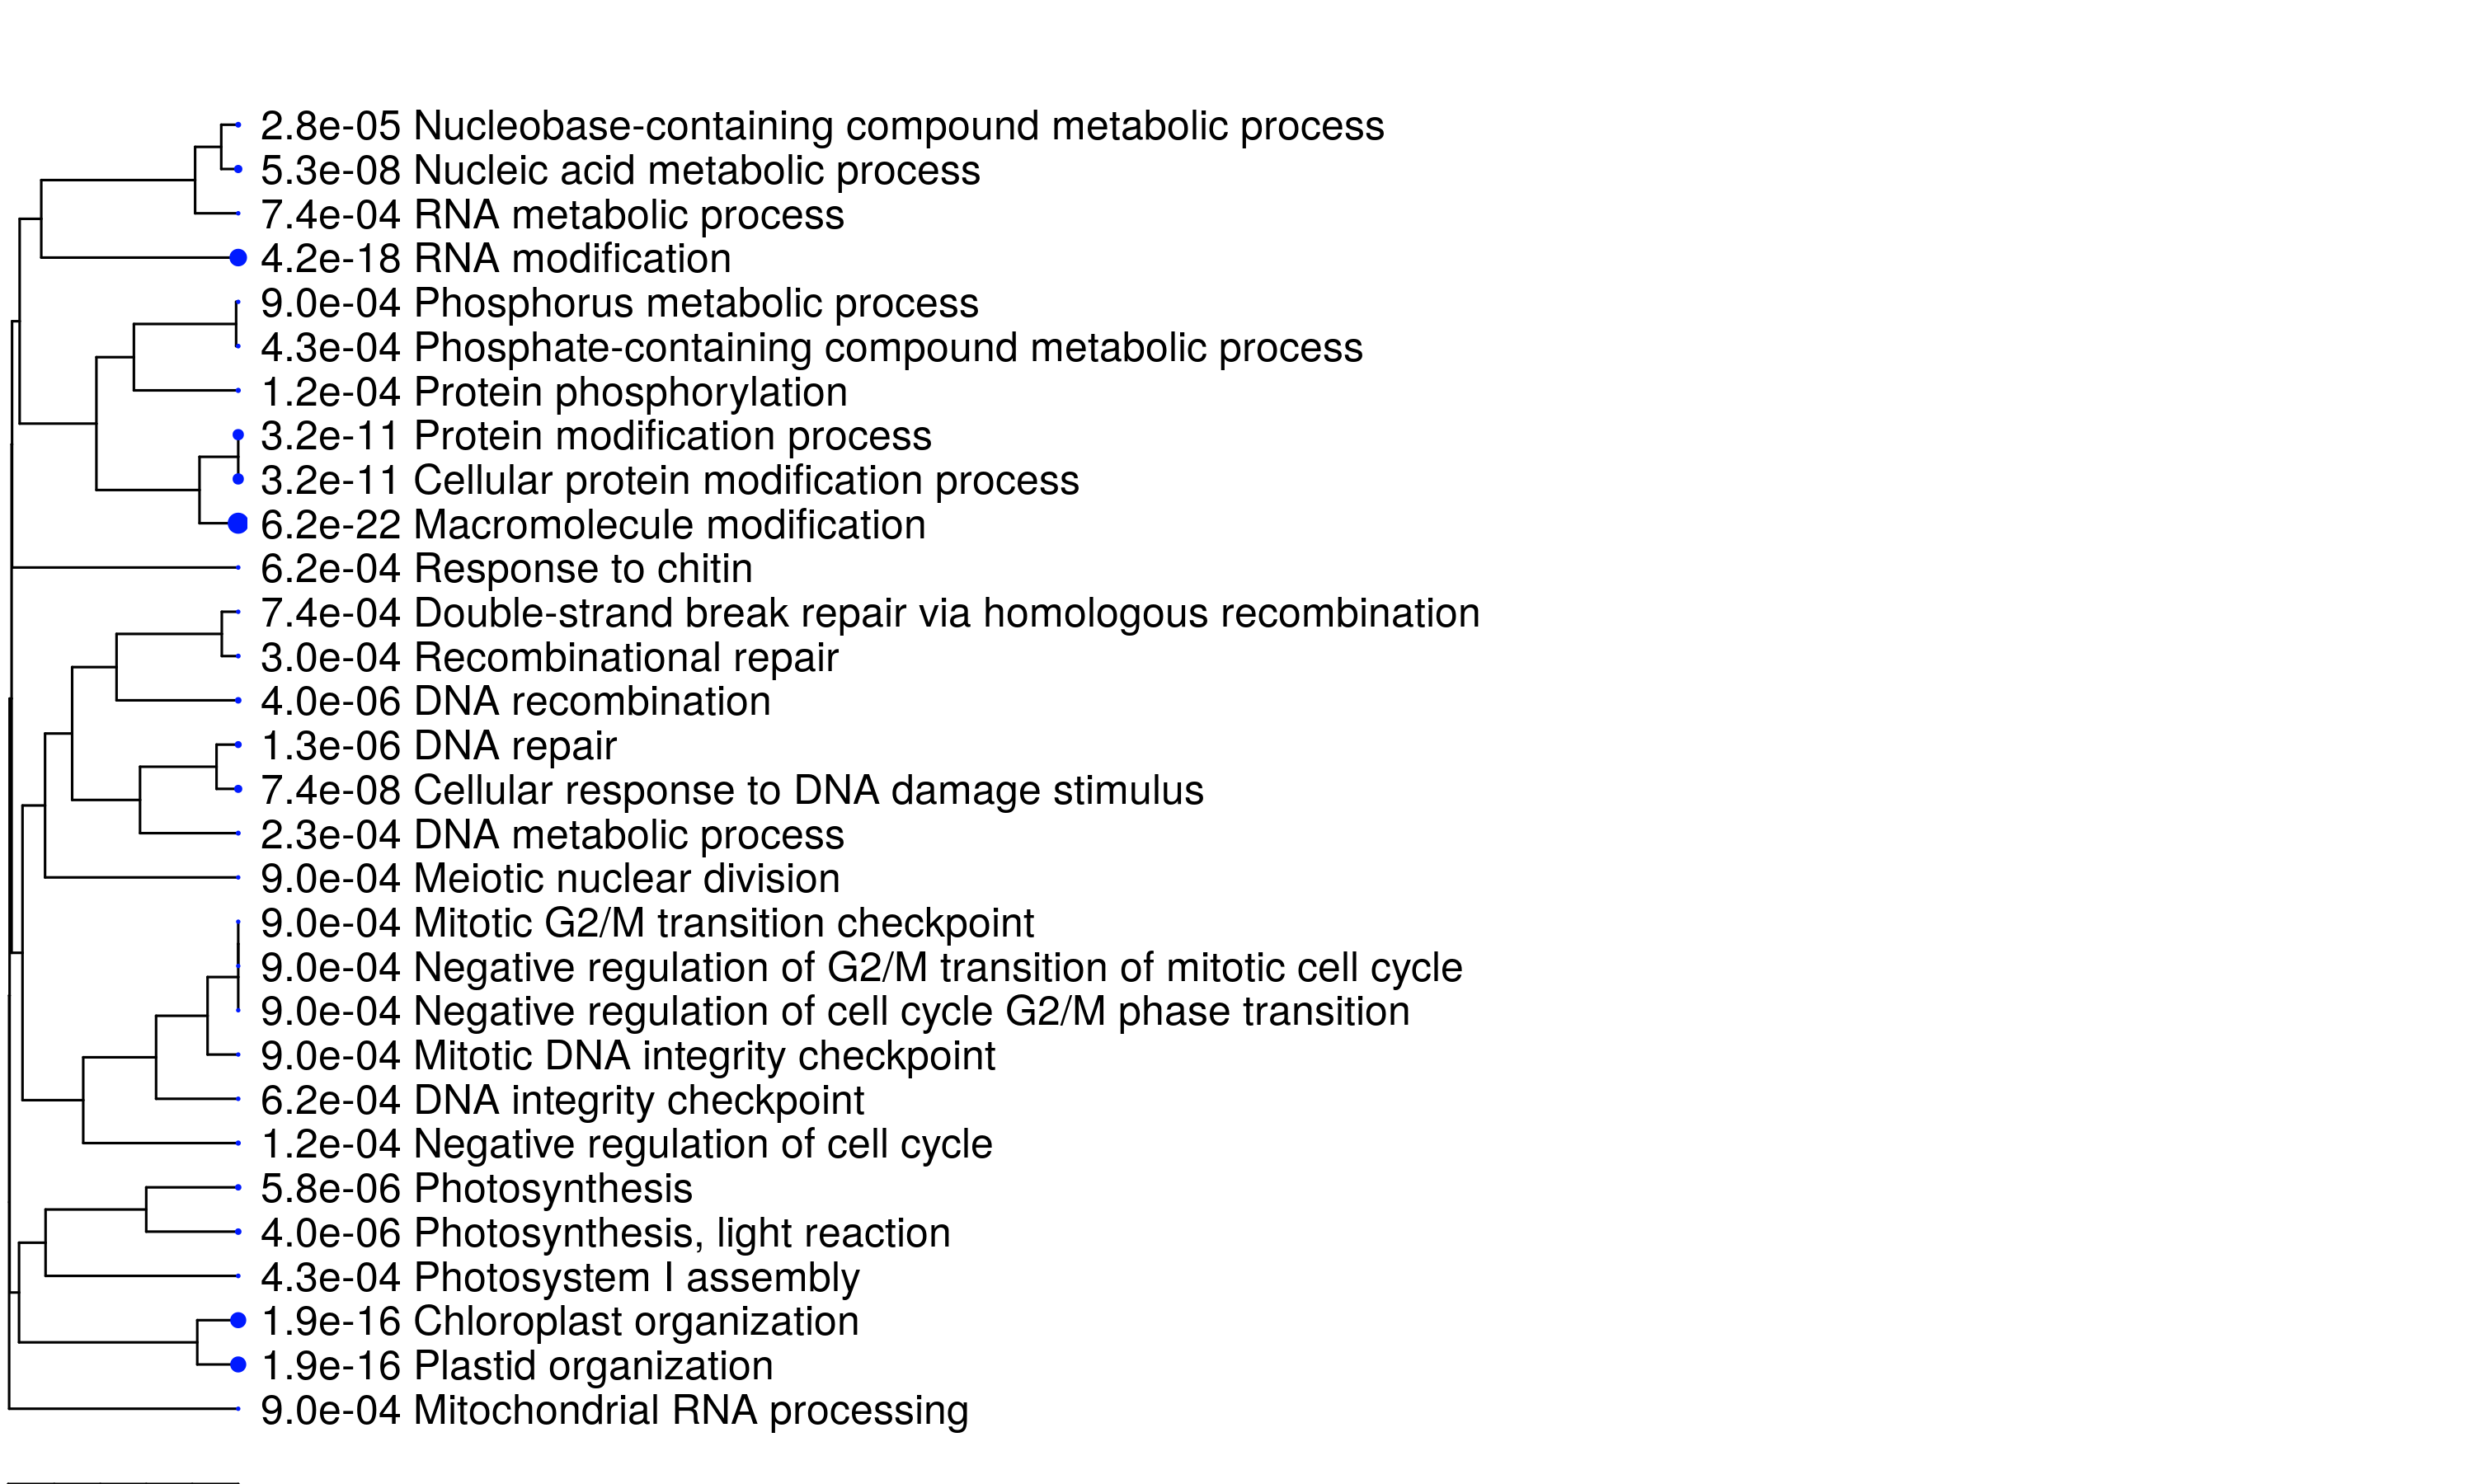 2.8e-05 Nucleobase-containing compound metabolic process
5.3e-08 Nucleic acid metabolic process
7.4e-04 RNA metabolic process
4.2e-18 RNA modification
9.0e-04 Phosphorus metabolic process
4.3e-04 Phosphate-containing compound metabolic process
1.2e-04 Protein phosphorylation
3.2e-11 Protein modification process
3.2e-11 Cellular protein modification process
6.2e-22 Macromolecule modification
6.2e-04 Response to chitin
7.4e-04 Double-strand break repair via homologous recombination
3.0e-04 Recombinational repair
4.0e-06 DNA recombination
1.3e-06 DNA repair
7.4e-08 Cellular response to DNA damage stimulus
2.3e-04 DNA metabolic process
9.0e-04 Meiotic nuclear division
9.0e-04 Mitotic G2/M transition checkpoint
9.0e-04 Negative regulation of G2/M transition of mitotic cell cycle
9.0e-04 Negative regulation of cell cycle G2/M phase transition
9.0e-04 Mitotic DNA integrity checkpoint
6.2e-04 DNA integrity checkpoint
1.2e-04 Negative regulation of cell cycle
5.8e-06 Photosynthesis
4.0e-06 Photosynthesis, light reaction
4.3e-04 Photosystem I assembly
1.9e-16 Chloroplast organization
1.9e-16 Plastid organization
9.0e-04 Mitochondrial RNA processing